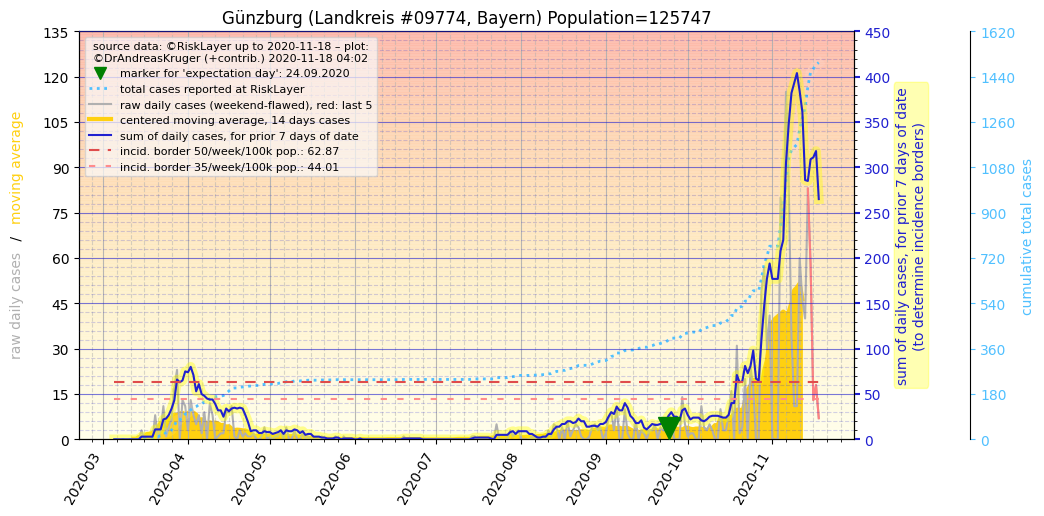 Günzburg (Landkreis #09774, Bayern) Population=125747
source data: ©RiskLayer up to 2020-11-18 – plot:
©DrAndreasKruger (+contrib.) 2020-11-18 04:02
marker for 'expectation day': 24.09.2020
total cases reported at RiskLayer
raw daily cases (weekend-flawed), red: last 5
centered moving average, 14 days cases
sum of daily cases, for prior 7 days of date
incid. border 50/week/100k pop.: 62.87
incid. border 35/week/100k pop.: 44.01
raw daily cases / moving average
135
120
105
90
75
60
45
30
15
0
2020-03
2020-04
2020-05
2020-06
2020-07
2020-08
2020-09
2020-10
2020-11
450
400
350
300
250
200
150
100
50
0
sum of daily cases, for prior 7 days of date
(to determine incidence borders)
1620
1440
1260
1080
900
720
540
360
180
0
cumulative total cases